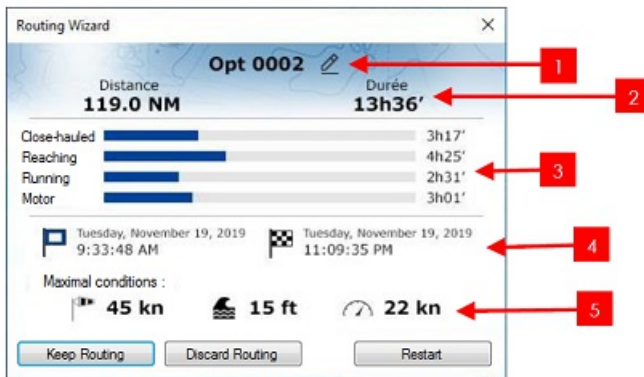 Routing Wizard
Opt 0002
1
Distance
Durée
119.0 NM
13h36’
2
Close-hauled
3h17’
Reaching
4h25’
3
Running
2h31’
Motor
3h01’
Tuesday, November 19, 2019
9:33:48 AM
Tuesday, November 19, 2019
11:09:35 PM
4
Maximal conditions :
45 kn
15 ft
22 kn
5
Keep Routing
Discard Routing
Restart